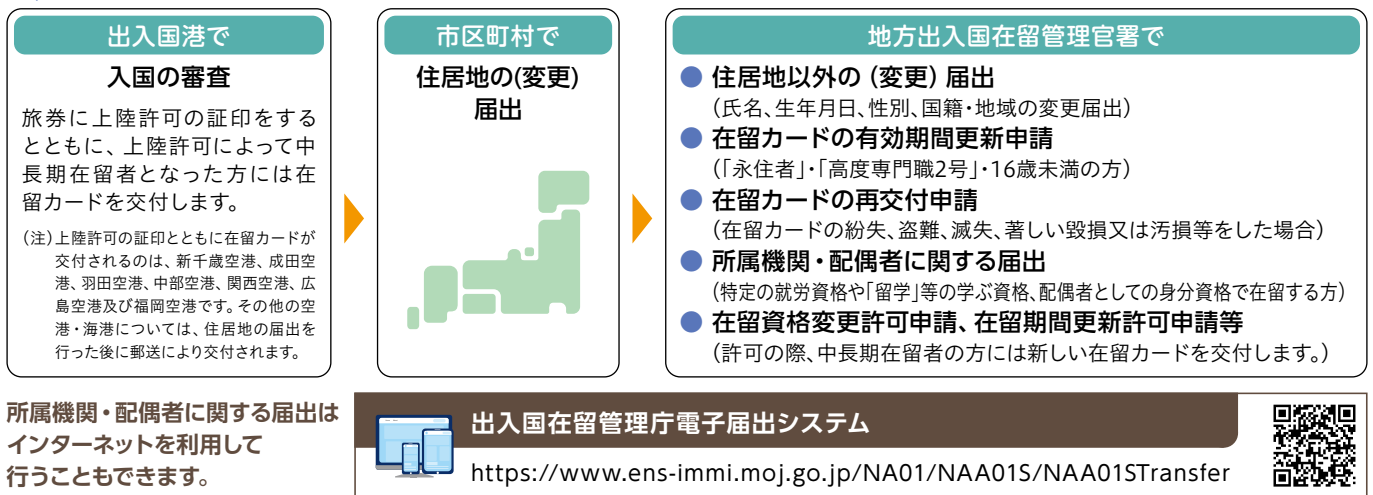 出入国港で
入国の審査
旅券に上陸許可の証印をする
とともに、上陸許可によって中
長期在留者となった方には在
留カードを交付します。
(注)上陸許可の証印とともに在留カードが
交付されるのは、新千歳空港、成田空
港、羽田空港、中部空港、関西空港、広
島空港及び福岡空港です。その他の空
港・海港については、住居地の届出を
行った後に郵送により交付されます。
市区町村で
住居地の(変更)
届出
地方出入国在留管理官署で
● 住居地以外の(変更)届出
(氏名、生年月日、性別、国籍・地域の変更届出)
● 在留カードの有効期間更新申請
(「永住者」・「高度専門職2号」・16歳未満の方)
● 在留カードの再交付申請
(在留カードの紛失、盗難、滅失、著しい毀損又は汚損等をした場合)
● 所属機関・配偶者に関する届出
(特定の就労資格や「留学」等の学ぶ資格、配偶者としての身分資格で在留する方)
● 在留資格変更許可申請、在留期間更新許可申請等
(許可の際、中長期在留者の方には新しい在留カードを交付します。)
所属機関・配偶者に関する届出は
インターネットを利用して
行うこともできます。
出入国在留管理庁電子届出システム
https://www.ens-immi.moj.go.jp/NA01/NAA01S/NAA01STransfer